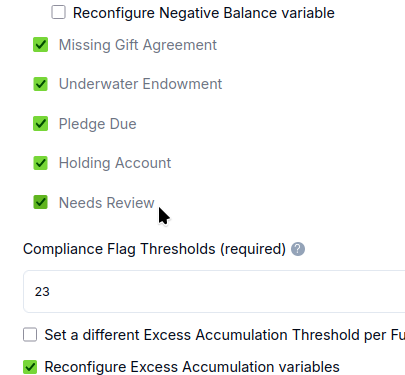 Reconfigure Negative Balance variable
Missing Gift Agreement
Underwater Endowment
Pledge Due
Holding Account
Needs Review
Compliance Flag Thresholds (required) ?
23
Set a different Excess Accumulation Threshold per Fu
Reconfigure Excess Accumulation variables